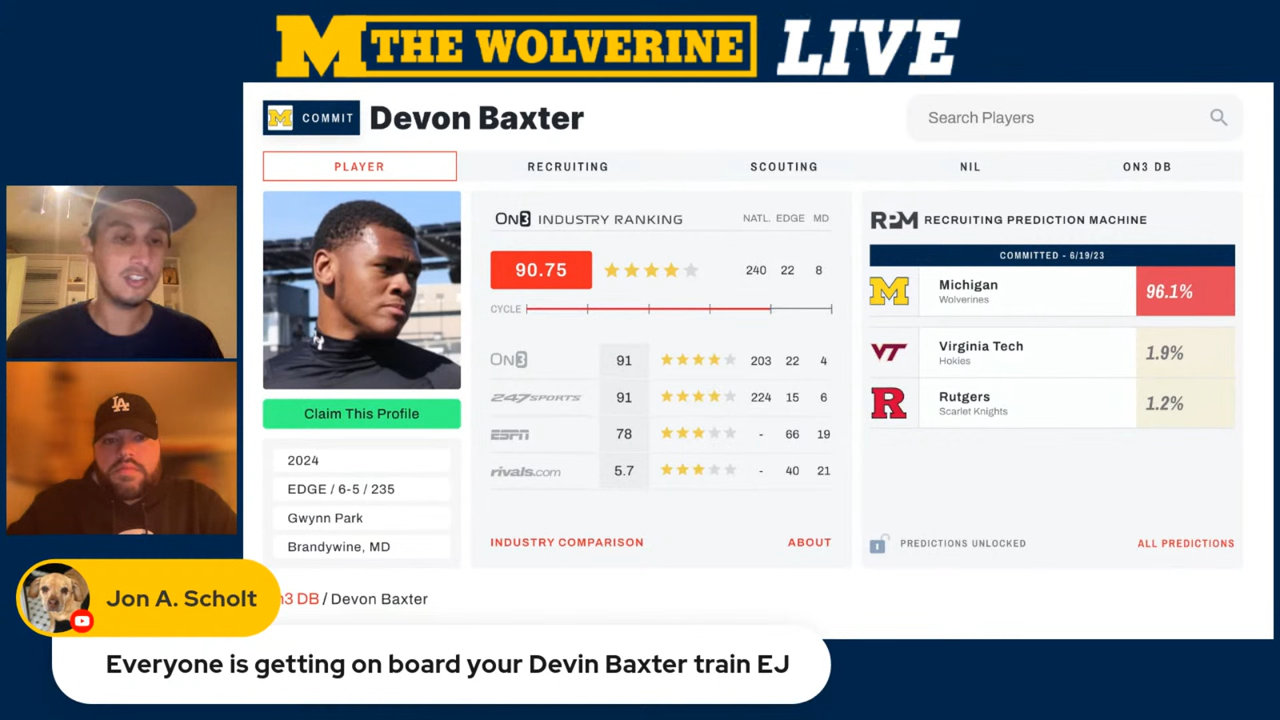 M THE WOLVERINE LIVE
M COMMIT Devon Baxter
Search Players
PLAYER RECRUITING SCOUTING NIL ON3 DB
ON3 INDUSTRY RANKING NATL. EDGE MD
90.75 240 22 8
CYCLE
ON3 91 203 22 4
247SPORTS 91 224 15 6
ESPN 78 - 66 19
rivals.com 5.7 - 40 21
INDUSTRY COMPARISON ABOUT
RPM RECRUITING PREDICTION MACHINE
COMMITTED - 6/19/23
M Michigan 96.1%
Wolverines
VT Virginia Tech 1.9%
Hokies
R Rutgers 1.2%
Scarlet Knights
PREDICTIONS UNLOCKED ALL PREDICTIONS
Claim This Profile
2024
EDGE / 6-5 / 235
Gwynn Park
Brandywine, MD
LA
n3 DB / Devon Baxter
Jon A. Scholt
Everyone is getting on board your Devin Baxter train EJ